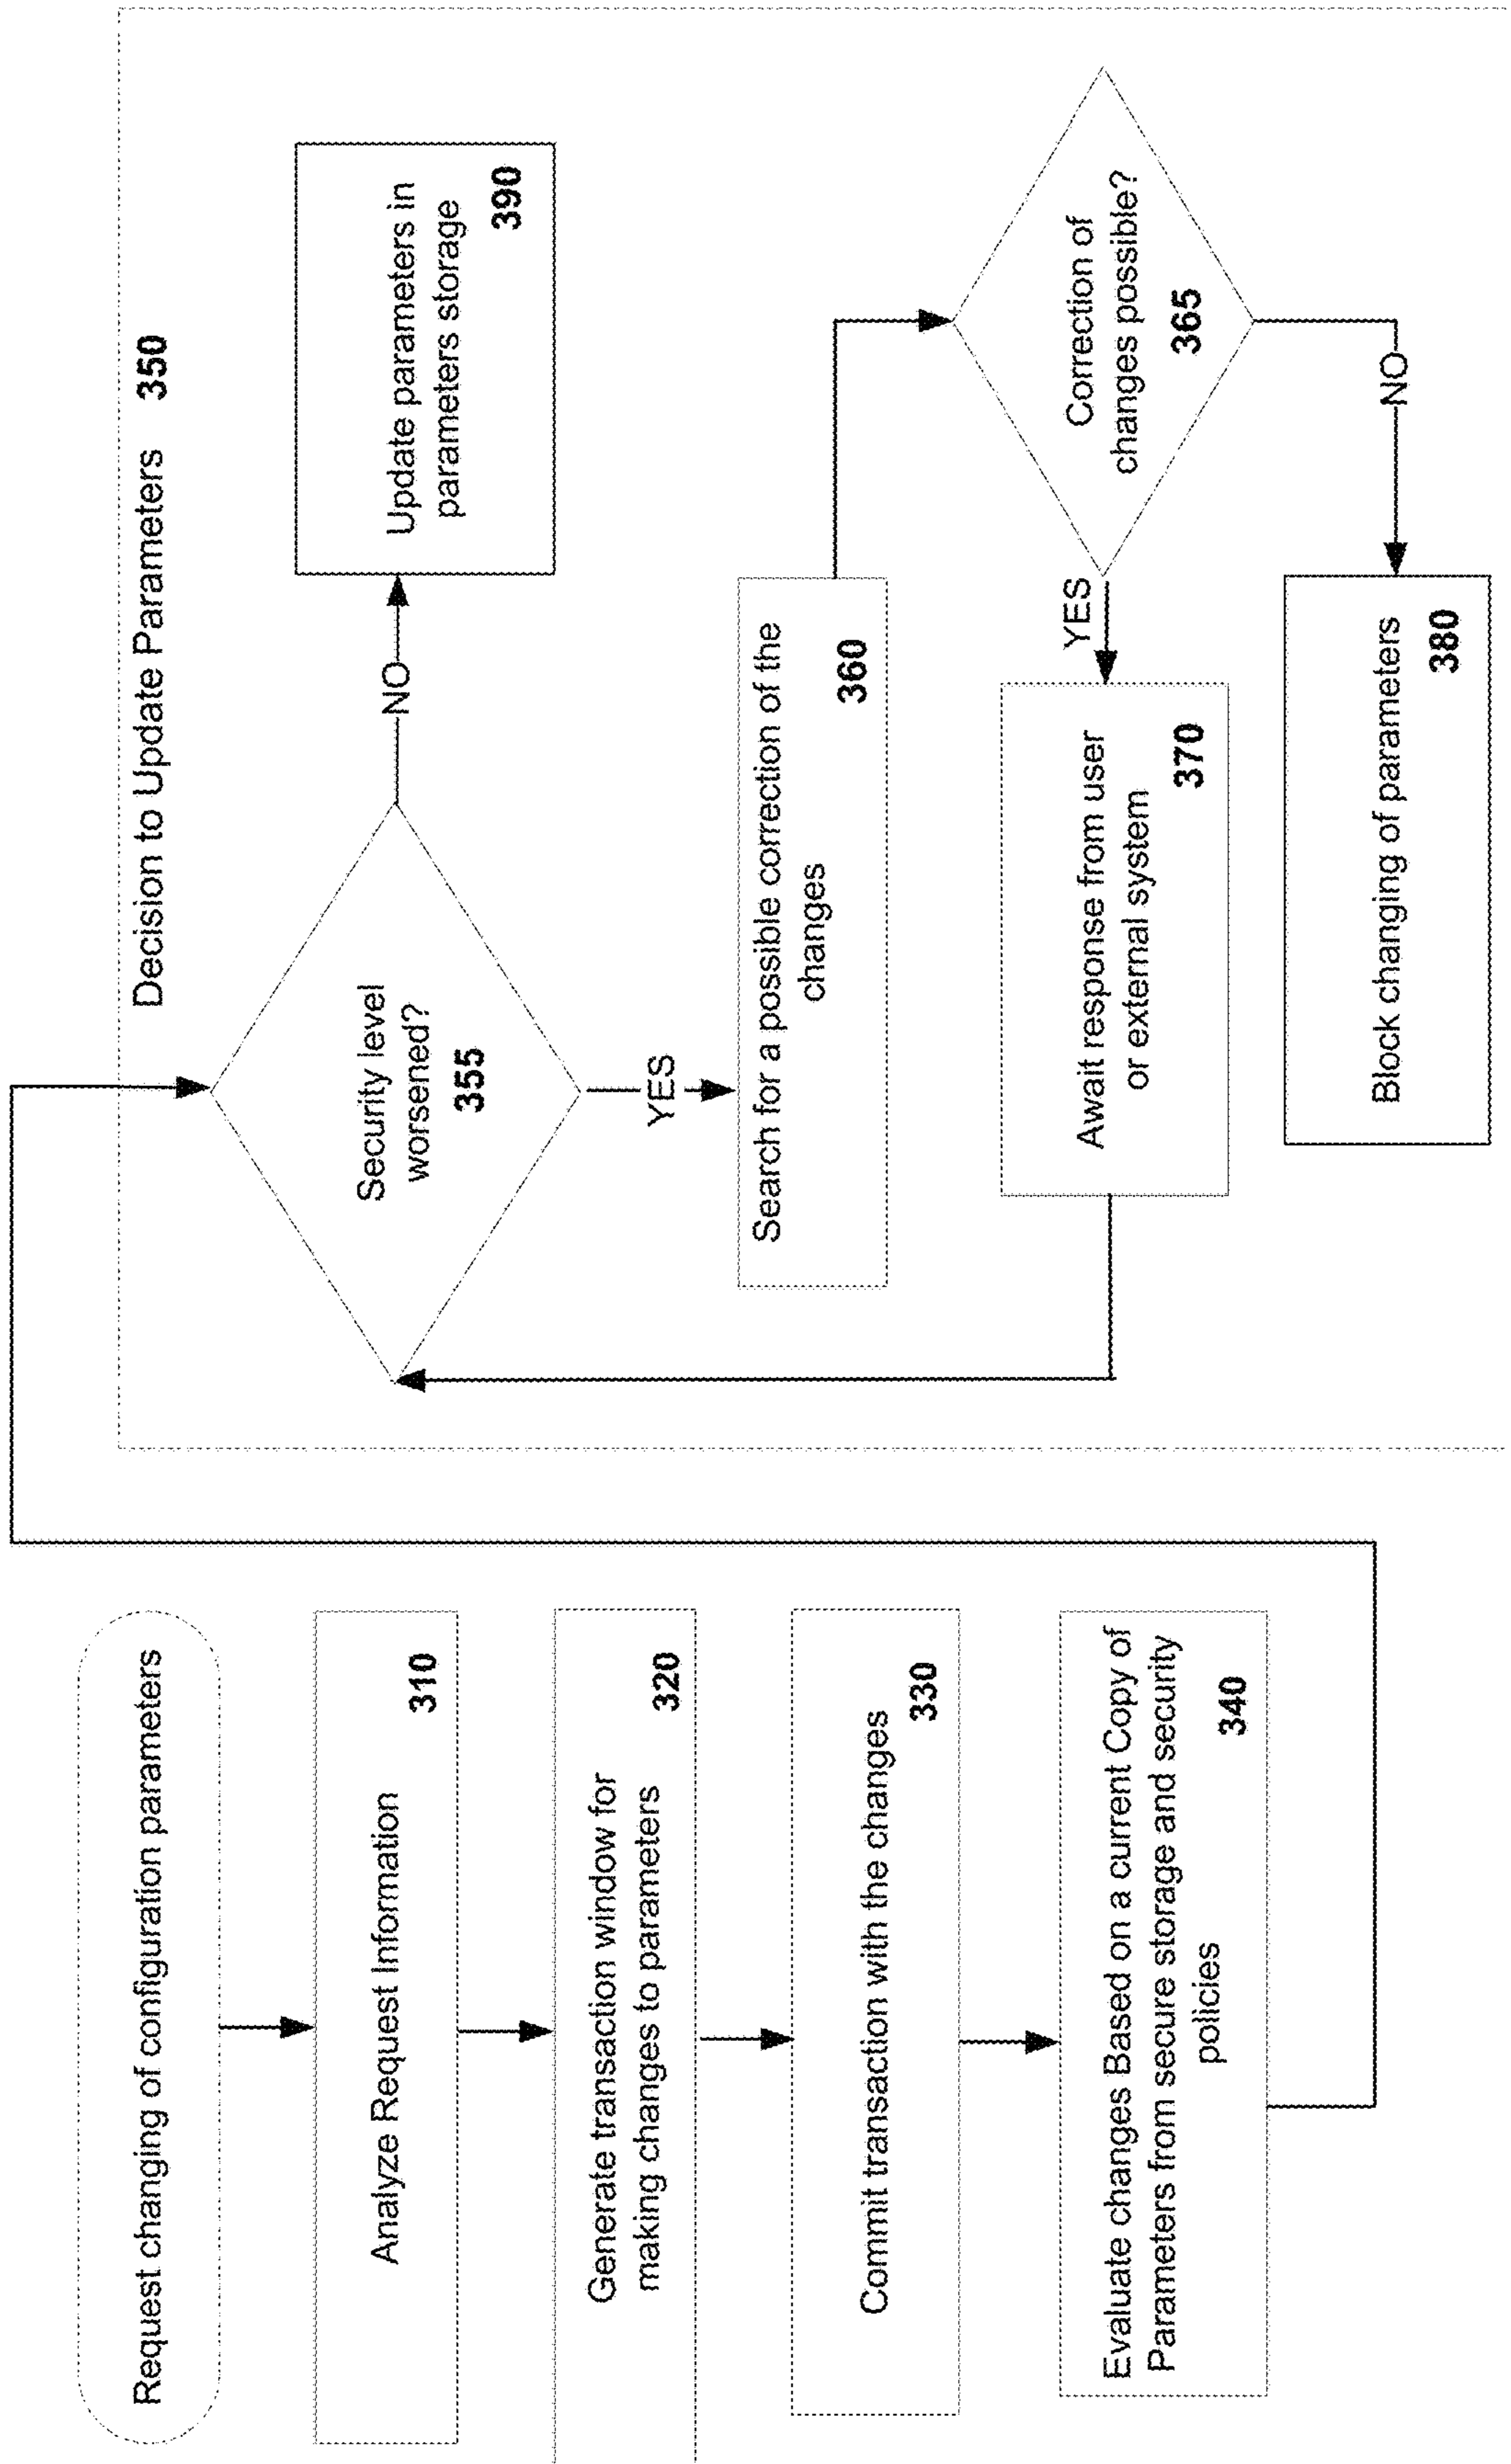 Request changing of configuration parameters
Analyze Request Information
310
Generate transaction window for
making changes to parameters
320
Commit transaction with the changes
330
Evaluate changes Based on a current Copy of
Parameters from secure storage and security
policies
340
Decision to Update Parameters 350
Security level
worsened?
355
NO
Update parameters in
parameters storage
390
YES
Search for a possible correction of the
changes
360
Correction of
changes possible?
365
YES
Await response from user
or external system
370
NO
Block changing of parameters
380